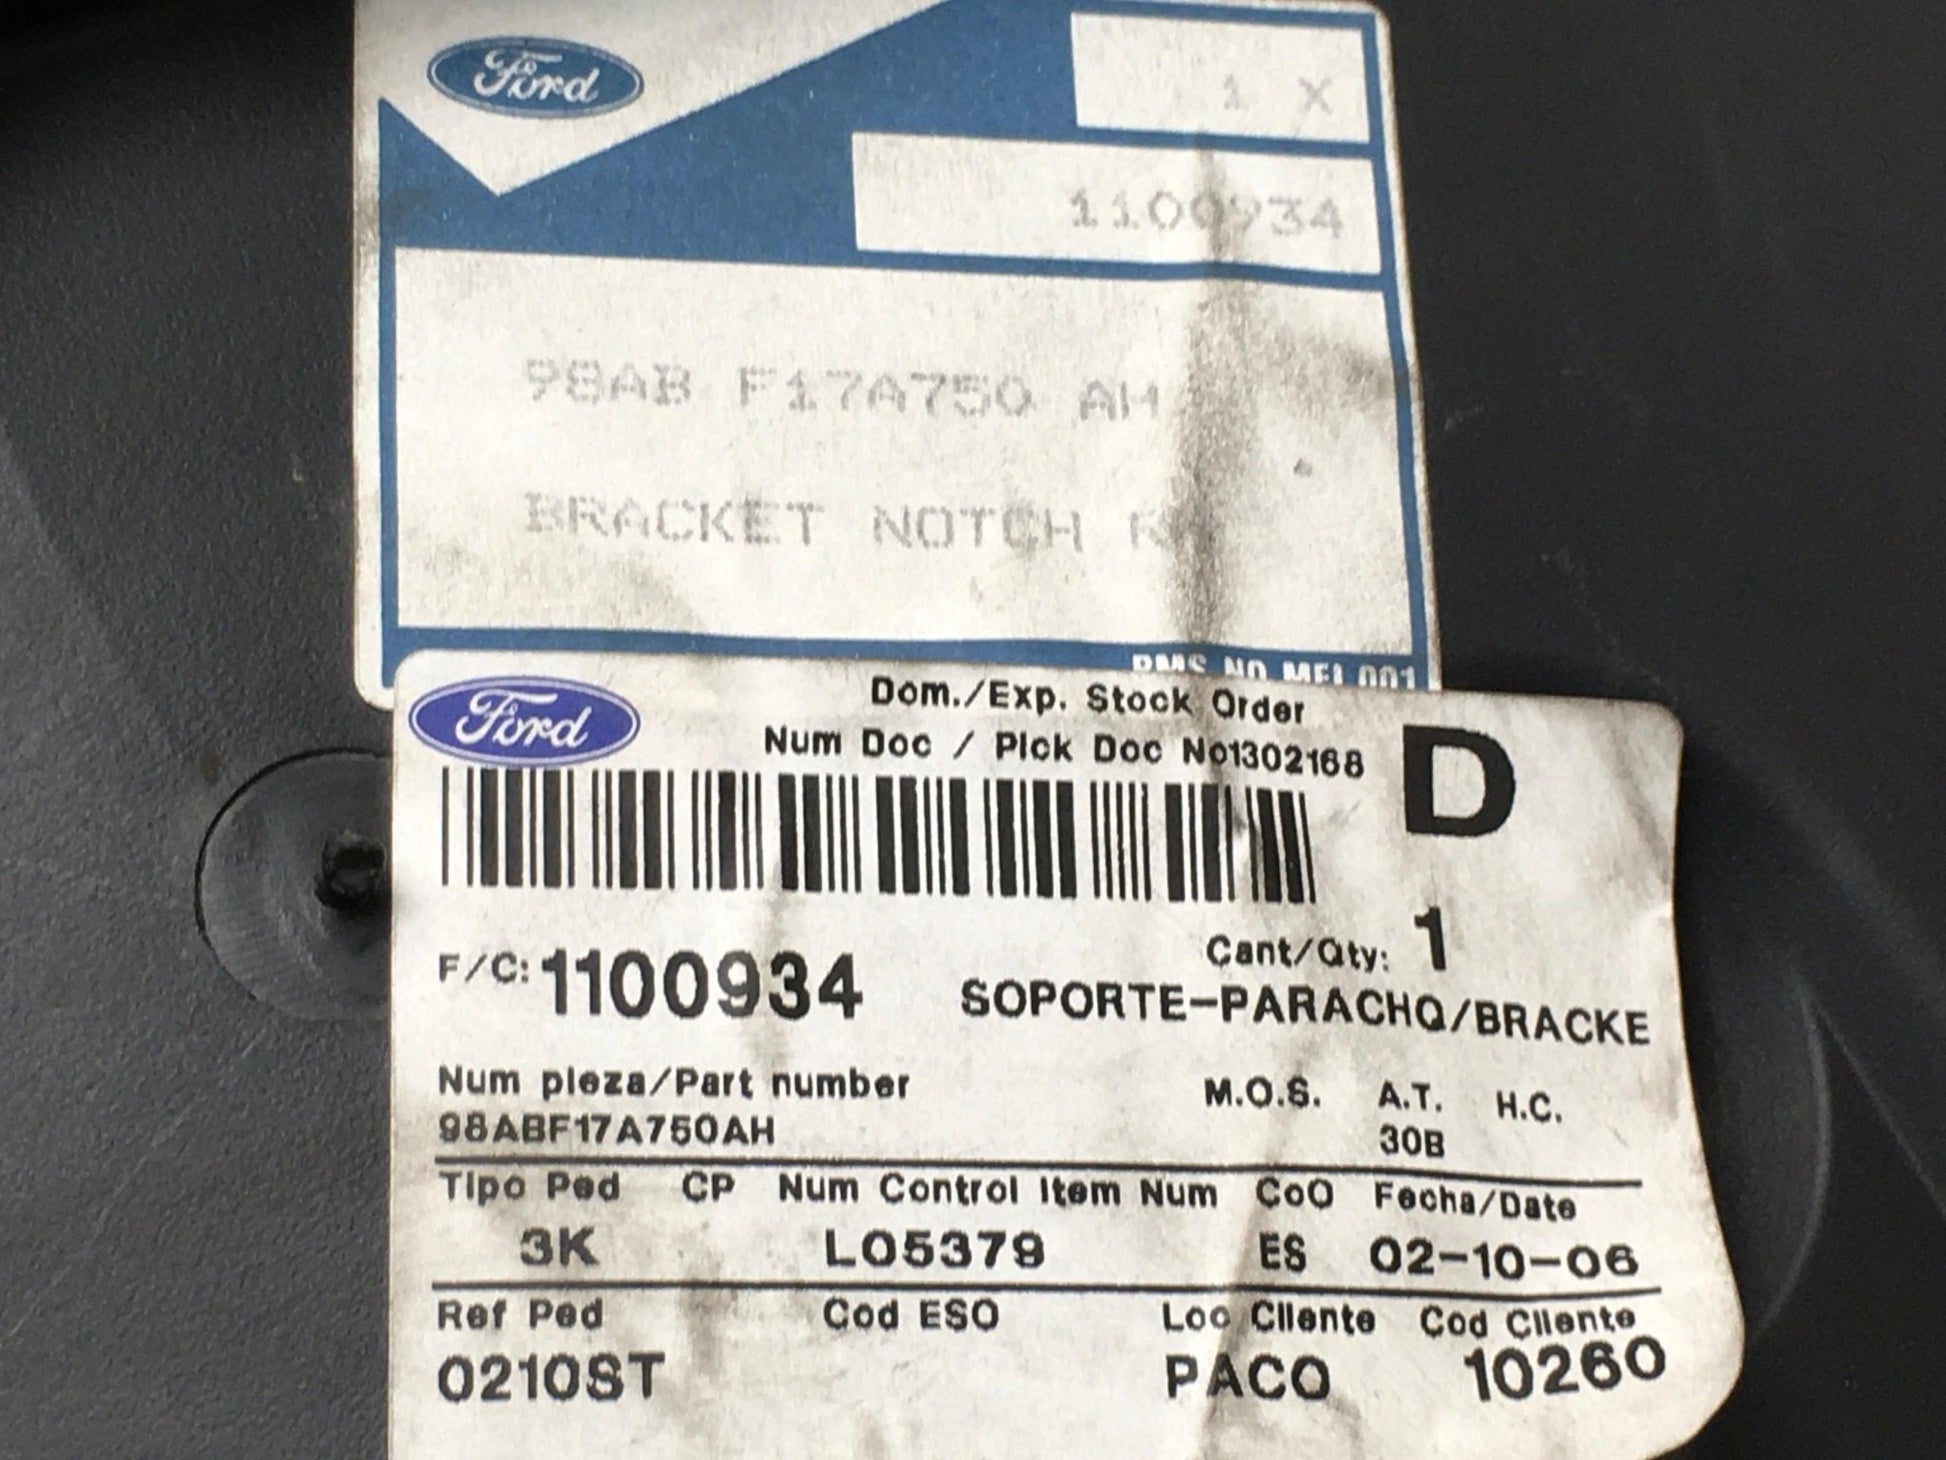 Ford
1 X
1100934
98AB F17A750 AH
BRACKET NOTCH
Ford
Dom./Exp. Stock Order
Num Doc / Pick Doc No1302168
D
F/C: 1100934
Cant/Qty: 1
SOPORTE-PARACHQ/BRACKE
Num pieza/Part number M.O.S. A.T. H.C.
98ABF17A750AH 30B
Tipo Ped CP Num Control Item Num CoO Fecha/Date
3K L05379 ES 02-10-06
Ref Ped Cod ESO Loc Cliente Cod Cliente
0210ST PACO 10260